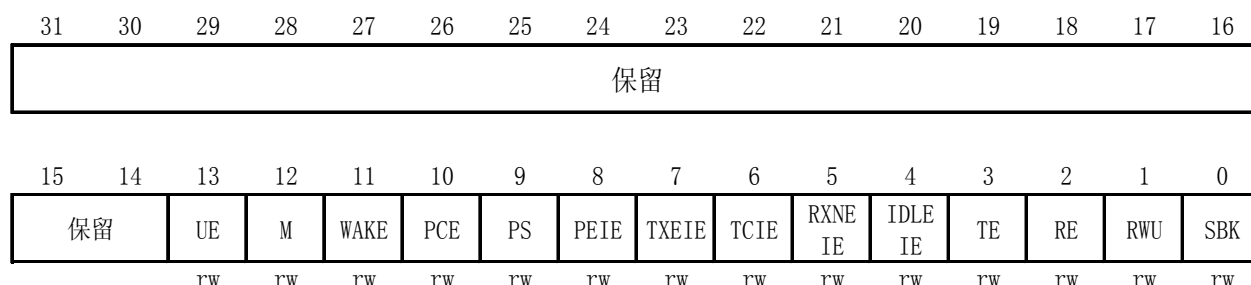 31 30 29 28 27 26 25 24 23 22 21 20 19 18 17 16
保留
15 14 13 12 11 10 9 8 7 6 5 4 3 2 1 0
保留 UE M WAKE PCE PS PEIE TXEIE TCIE RXNE IE IDLE IE TE RE RWU SBK
rw rw rw rw rw rw rw rw rw rw rw rw rw rw